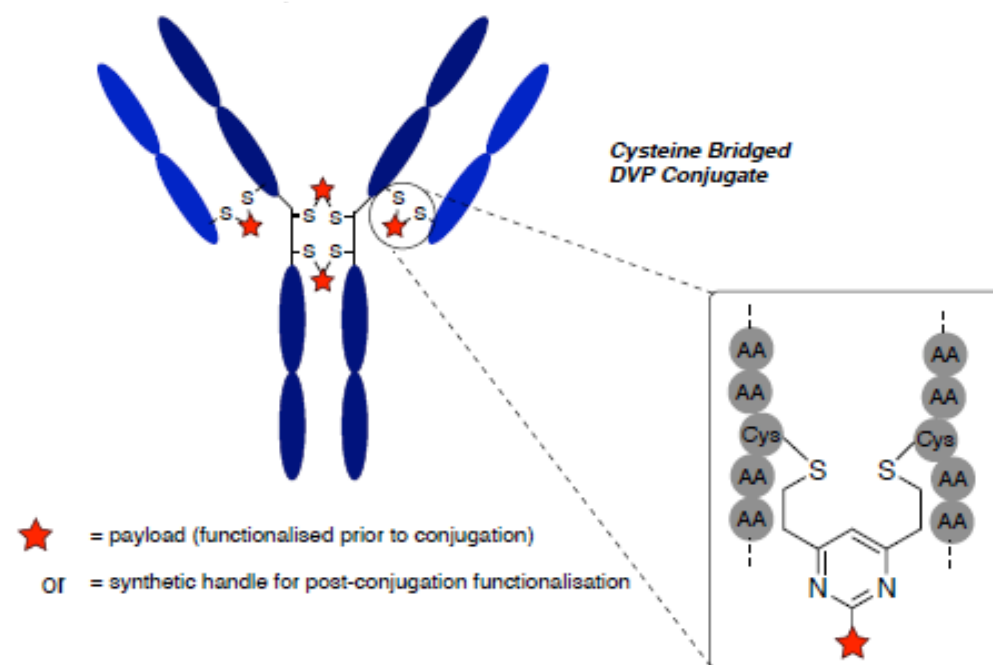 Cysteine Bridged
DVP Conjugate
S
S
S
S
S
S
S
S
AA
AA
AA
AA
Cys
Cys
S
S
AA
AA
AA
AA
N
N
= payload (functionalised prior to conjugation)
or = synthetic handle for post-conjugation functionalisation